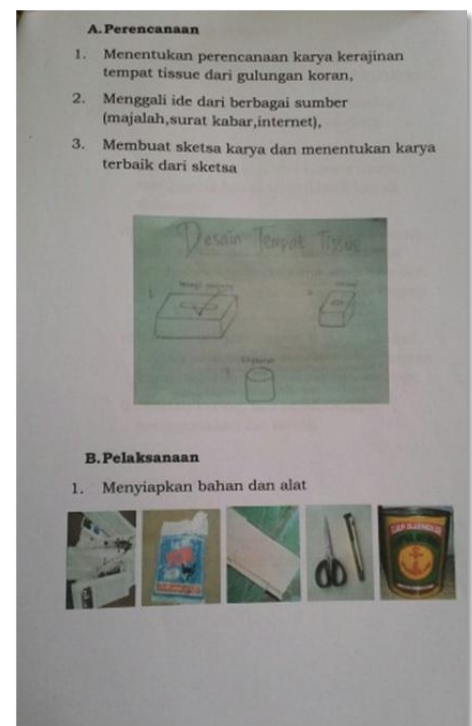 A. Perencanaan
1. Menentukan perencanaan karya kerajinan
tempat tissue dari gulungan koran,
2. Menggali ide dari berbagai sumber
(majalah,surat kabar,internet),
3. Membuat sketsa karya dan menentukan karya
terbaik dari sketsa
Desain Tempat Tissue
1.
3.
B. Pelaksanaan
1. Menyiapkan bahan dan alat